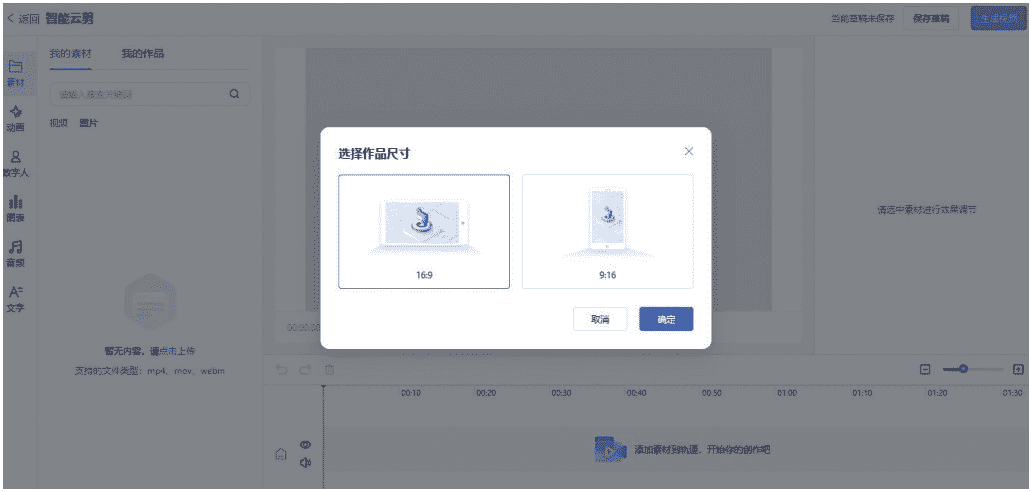 返回 智能云剪
当前草稿未保存 保存草稿 生成视频
我的素材 我的作品
素材
请输入搜索关键词
视频 图片
动画
数字人
图表
音频
文字
暂无内容，请点击上传
支持的文件类型：mp4、mov、webm
选择作品尺寸
16:9
9:16
取消 确定
请选中素材进行效果调节
00:00:00
00:10 00:20 00:30 00:40 00:50 01:00 01:10 01:20 01:30
添加素材到轨道，开始你的创作吧